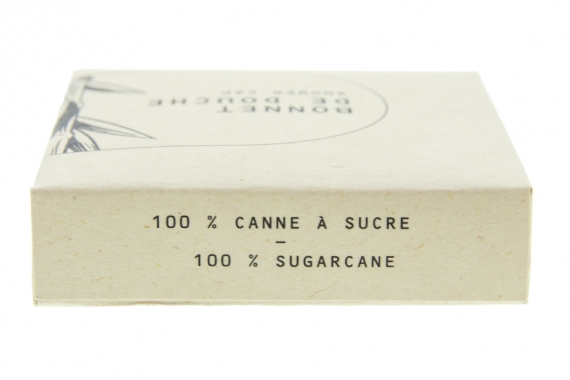 BONNET
DE DOUCHE
SHOWER CAP
100 % CANNE À SUCRE
–
100 % SUGARCANE